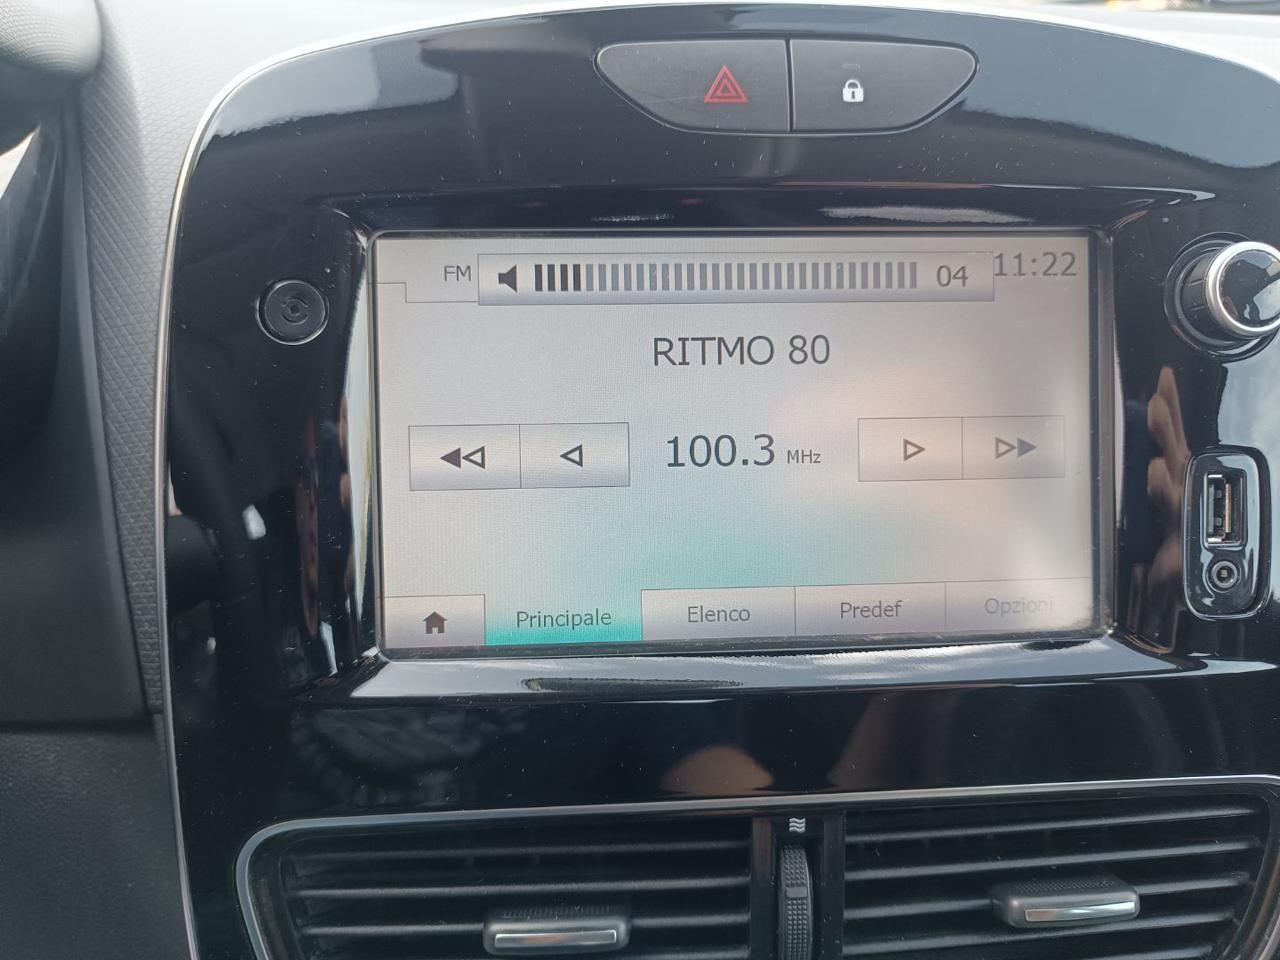 FM 04 11:22
RITMO 80
100.3 MHz
Principale Elenco Predef Opzioni